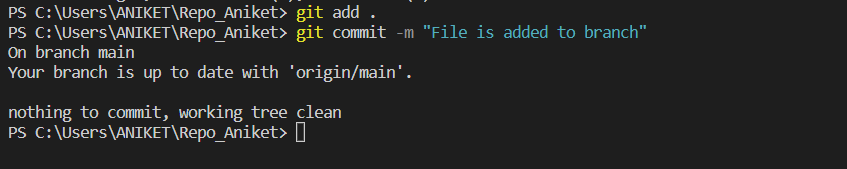 PS C:\Users\ANIKET\Repo_Aniket> git add .
PS C:\Users\ANIKET\Repo_Aniket> git commit -m "File is added to branch"
On branch main
Your branch is up to date with 'origin/main'.
nothing to commit, working tree clean
PS C:\Users\ANIKET\Repo_Aniket>